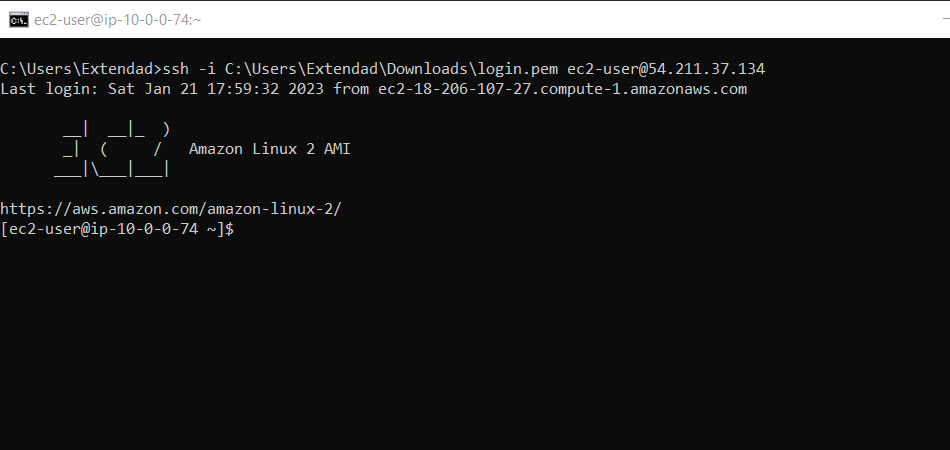 ec2-user@ip-10-0-0-74:~
C:\Users\Extendad>ssh -i C:\Users\Extendad\Downloads\login.pem ec2-user@54.211.37.134
Last login: Sat Jan 21 17:59:32 2023 from ec2-18-206-107-27.compute-1.amazonaws.com
       __|  __|_  )
       _|  (     /   Amazon Linux 2 AMI
      ___|\___|___|
https://aws.amazon.com/amazon-linux-2/
[ec2-user@ip-10-0-0-74 ~]$